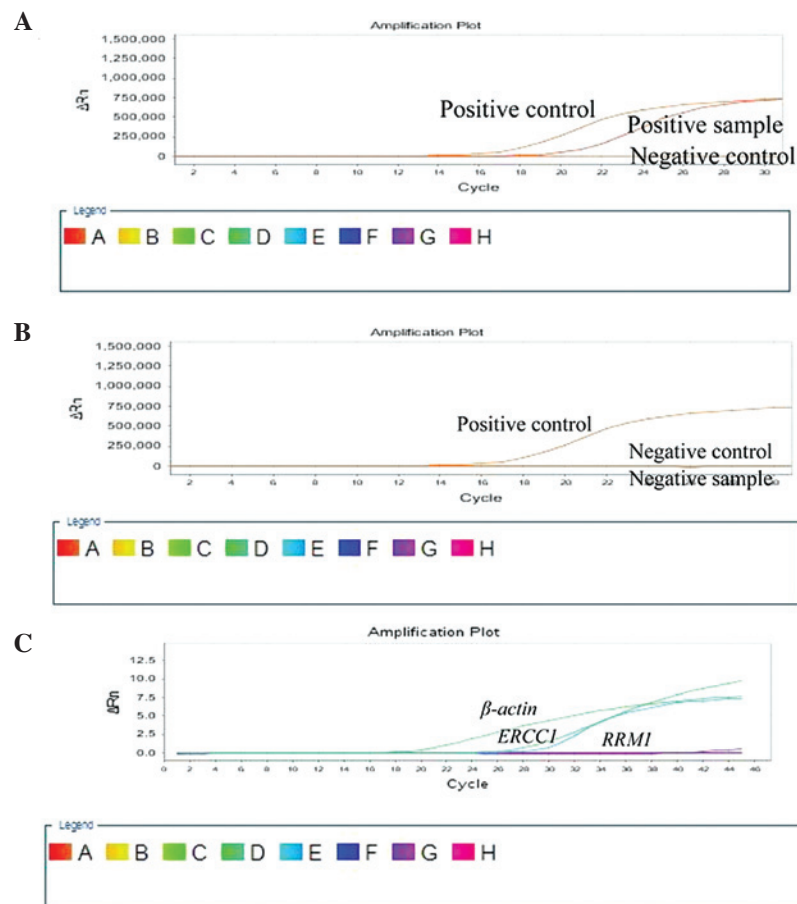 A
Amplification Plot
1,500,000
1,250,000
1,000,000
750,000
500,000
250,000
0
ΔRn
Positive control
Positive sample
Negative control
2 4 6 8 10 12 14 16 18 20 22 24 26 28 30
Cycle
Legend
A B C D E F G H
B
Amplification Plot
1,500,000
1,250,000
1,000,000
750,000
500,000
250,000
0
ΔRn
Positive control
Negative control
Negative sample
2 4 6 8 10 12 14 16 18 20 22 24 26 28 30
Cycle
Legend
A B C D E F G H
C
Amplification Plot
12.5
10.0
7.5
5.0
2.5
0.0
ΔRn
β-actin
ERCC1
RRM1
0 2 4 6 8 10 12 14 16 18 20 22 24 26 28 30 32 34 36 38 40 42 44 46
Cycle
Legend
A B C D E F G H